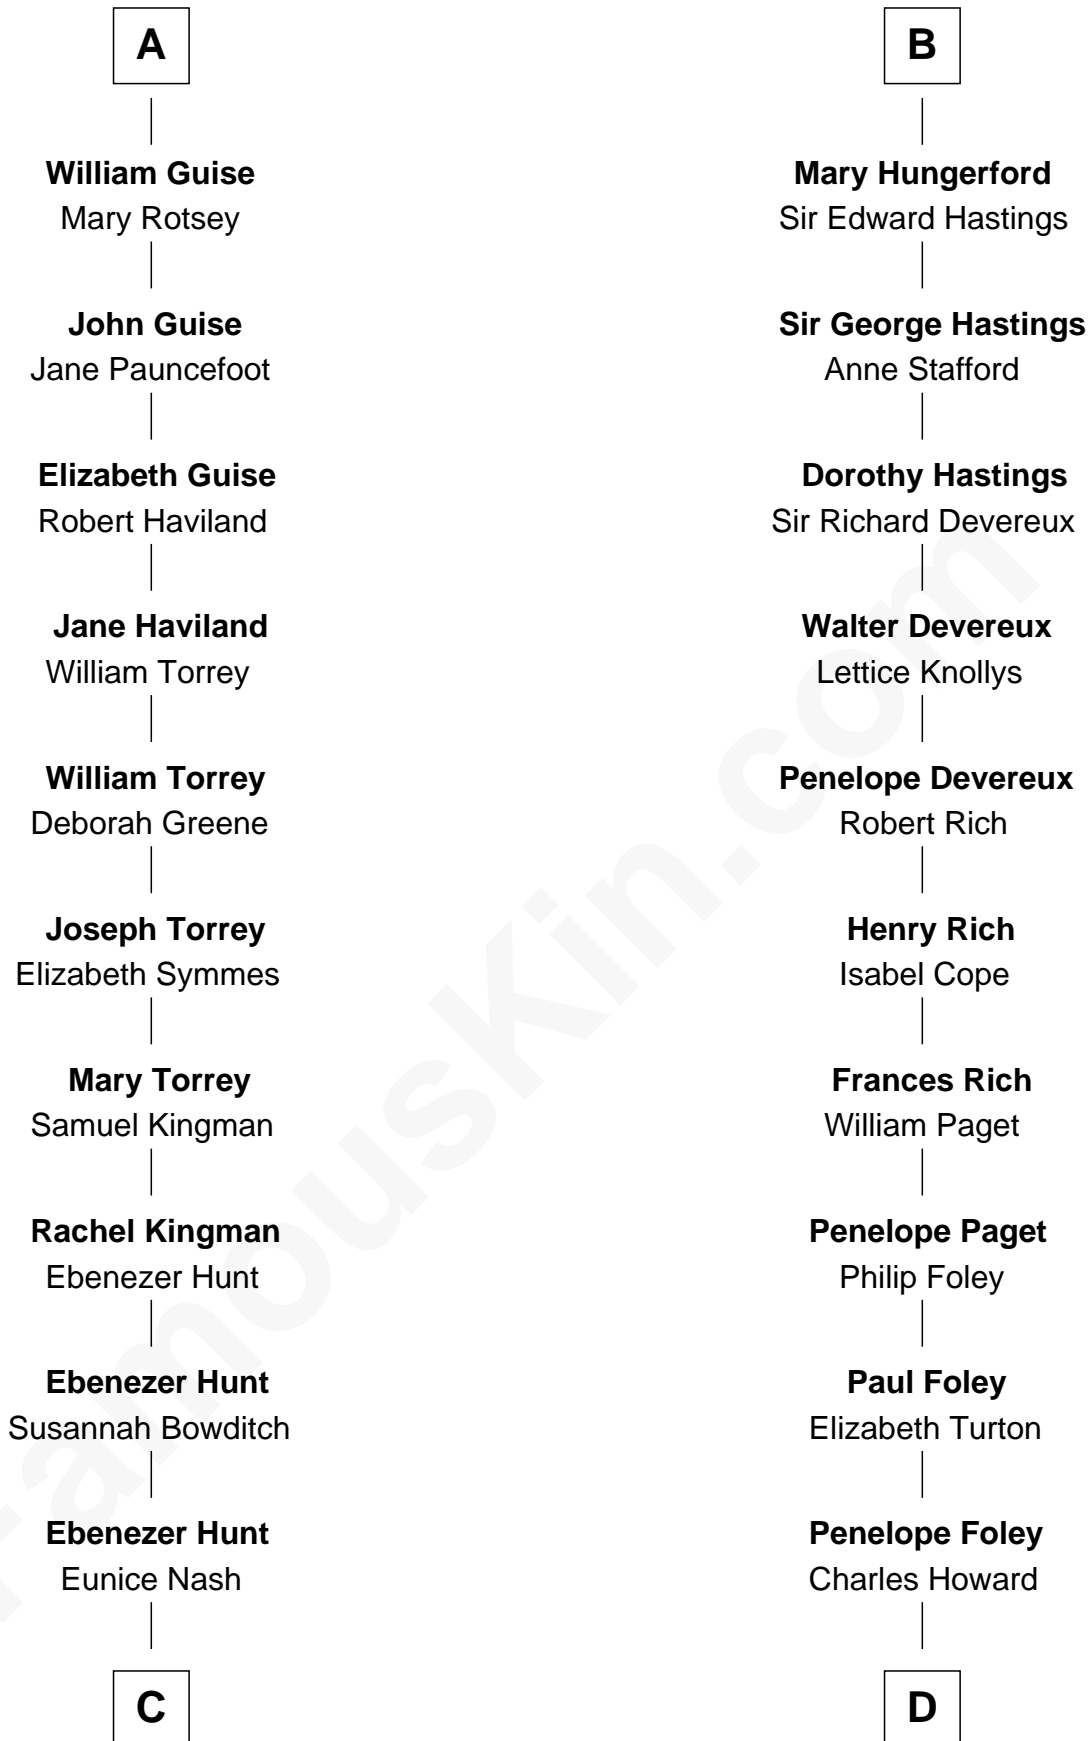 A
William Guise
Mary Rotsey
John Guise
Jane Pauncefoot
Elizabeth Guise
Robert Haviland
Jane Haviland
William Torrey
William Torrey
Deborah Greene
Joseph Torrey
Elizabeth Symmes
Mary Torrey
Samuel Kingman
Rachel Kingman
Ebenezer Hunt
Ebenezer Hunt
Susannah Bowditch
Ebenezer Hunt
Eunice Nash
C
B
Mary Hungerford
Sir Edward Hastings
Sir George Hastings
Anne Stafford
Dorothy Hastings
Sir Richard Devereux
Walter Devereux
Lettice Knollys
Penelope Devereux
Robert Rich
Henry Rich
Isabel Cope
Frances Rich
William Paget
Penelope Paget
Philip Foley
Paul Foley
Elizabeth Turton
Penelope Foley
Charles Howard
D
FamousKin.com